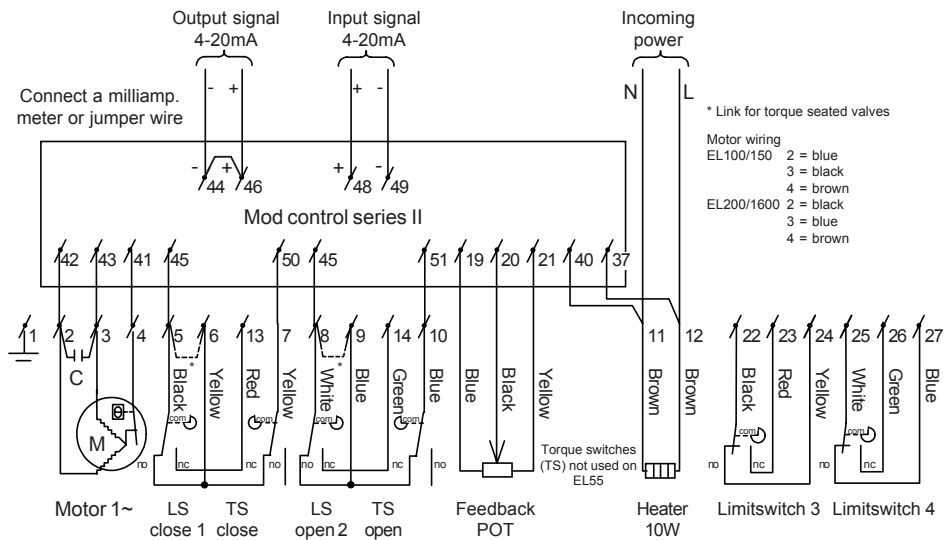 Output signal
4-20mA
Input signal
4-20mA
Incoming
power
Connect a milliamp.
meter or jumper wire
- +
+ -
N L
* Link for torque seated valves
Motor wiring
EL100/150 2 = blue
3 = black
4 = brown
EL200/1600 2 = black
3 = blue
4 = brown
- 44 + 46 + 48 - 49
Mod control series II
42 43 41 45 50 45 51 19 20 21 40 37
1 2 3 4 5 6 13 7 8 9 14 10 11 12 22 23 24 25 26 27
C
* *
Black Yellow Red Yellow White Blue Green Blue Blue Black Yellow Brown Brown Black Red Yellow White Green Blue
θ
M
com com com com com com
no nc nc no no nc nc no no nc no nc
Torque switches
(TS) not used on
EL55
Motor 1~
LS
close 1
TS
close
LS
open 2
TS
open
Feedback
POT
Heater
10W
Limitswitch 3
Limitswitch 4